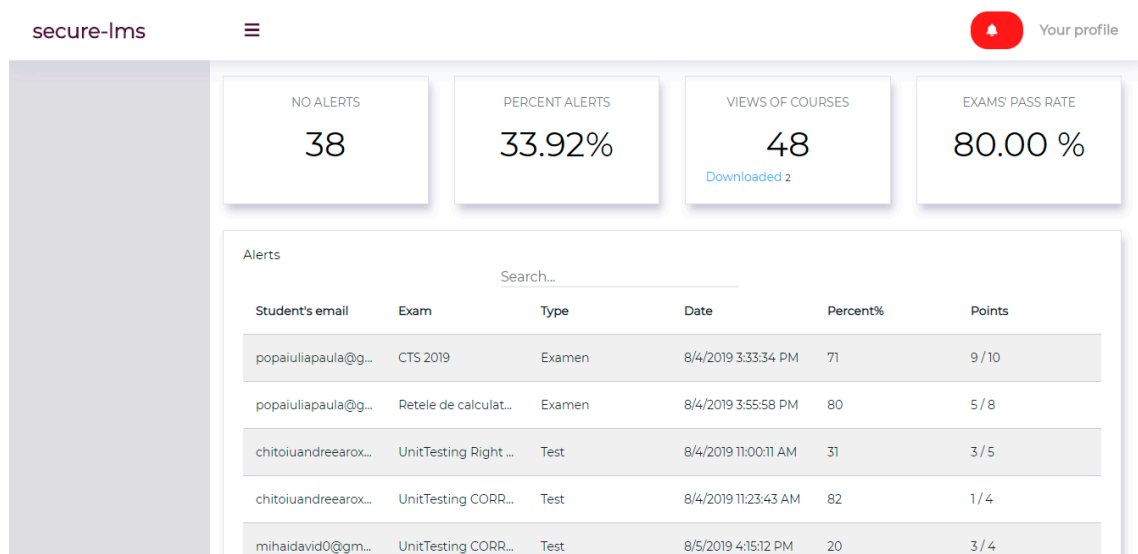 secure-lms Your profile
NO ALERTS PERCENT ALERTS VIEWS OF COURSES EXAMS' PASS RATE
38 33.92% 48 80.00 %
Downloaded 2
Alerts
Search...
Student's email Exam Type Date Percent% Points
popaiuliapaula@g... CTS 2019 Examen 8/4/2019 3:33:34 PM 71 9 / 10
popaiuliapaula@g... Retele de calculat... Examen 8/4/2019 3:55:58 PM 80 5 / 8
chitoiuandreearox... UnitTesting Right ... Test 8/4/2019 11:00:11 AM 31 3 / 5
chitoiuandreearox... UnitTesting CORR... Test 8/4/2019 11:23:43 AM 82 1 / 4
mihaidavid0@gm... UnitTesting CORR... Test 8/5/2019 4:15:12 PM 20 3 / 4